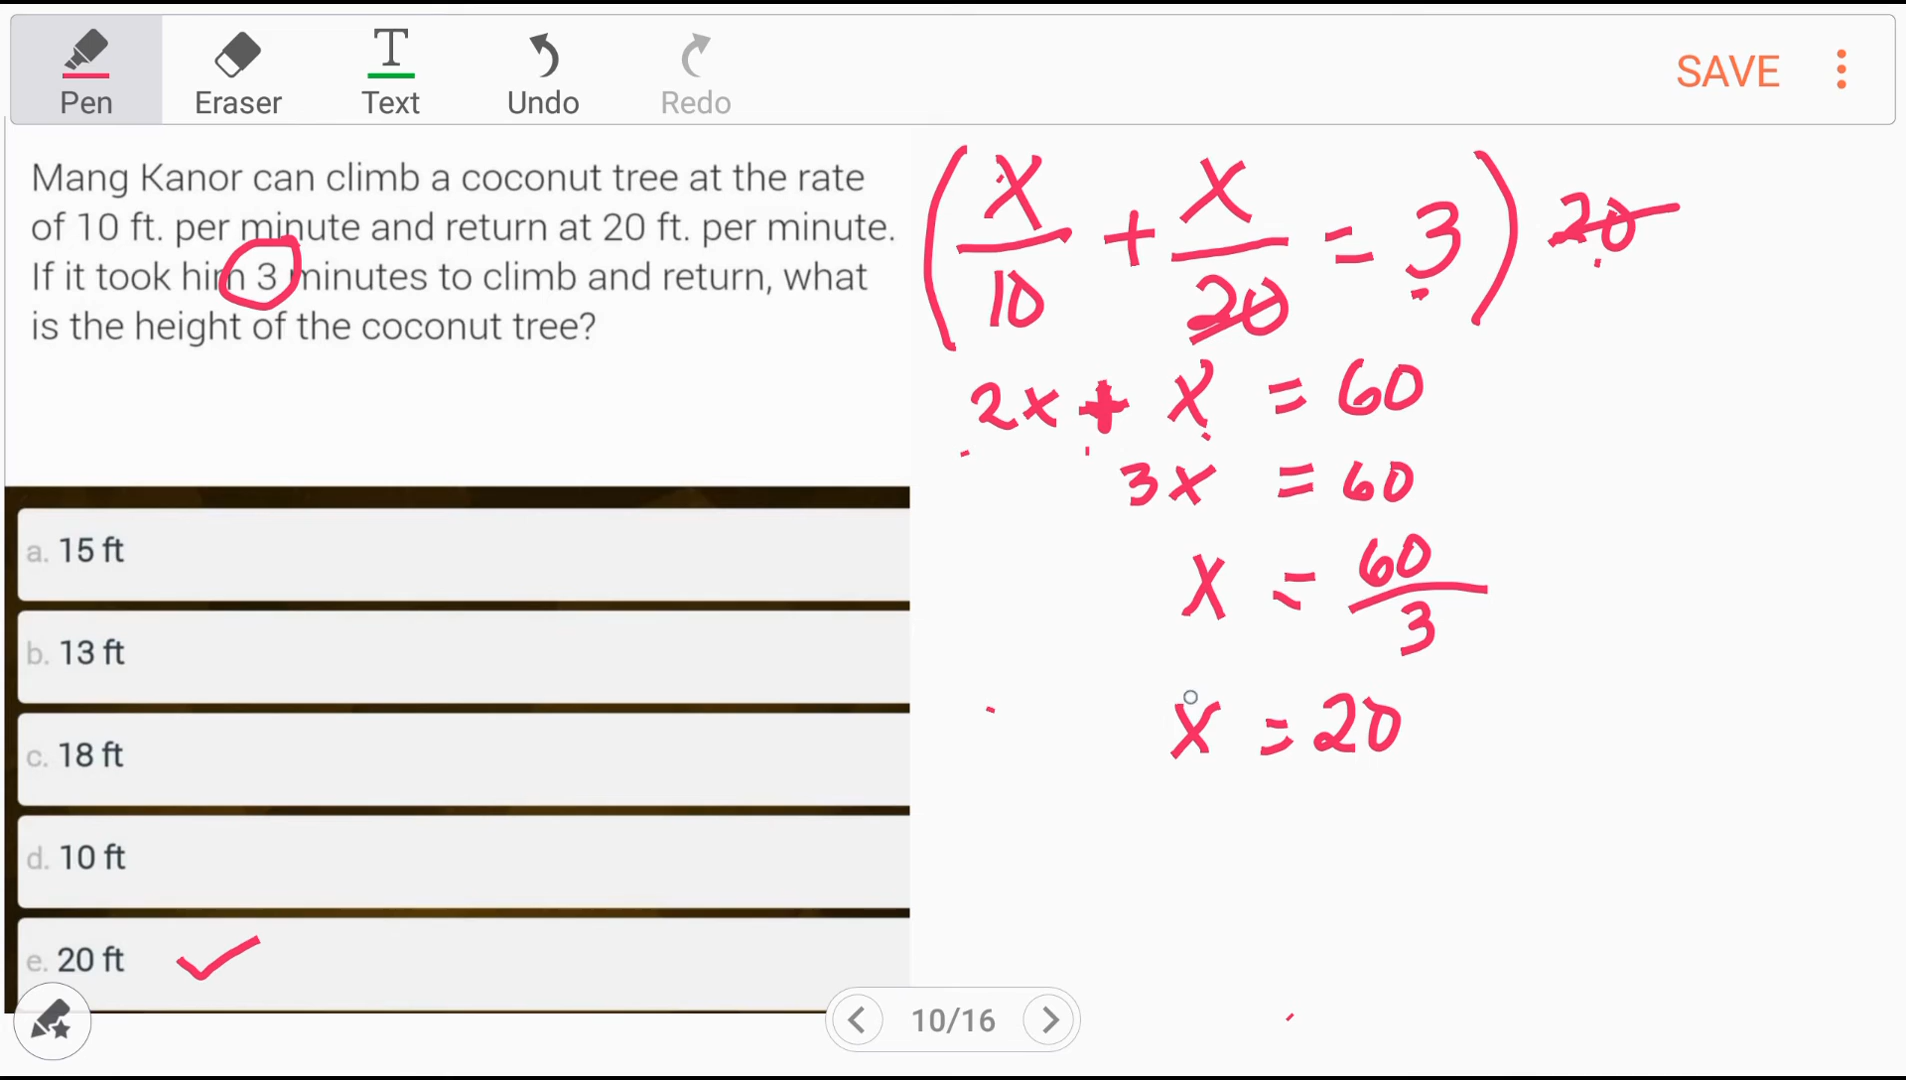 Pen Eraser Text Undo Redo SAVE
Mang Kanor can climb a coconut tree at the rate
of 10 ft. per minute and return at 20 ft. per minute.
If it took him 3 minutes to climb and return, what
is the height of the coconut tree?
(x/10 + x/20 = 3) 20
2x + x = 60
3x = 60
x = 60/3
x = 20
a. 15 ft
b. 13 ft
c. 18 ft
d. 10 ft
e. 20 ft
10/16